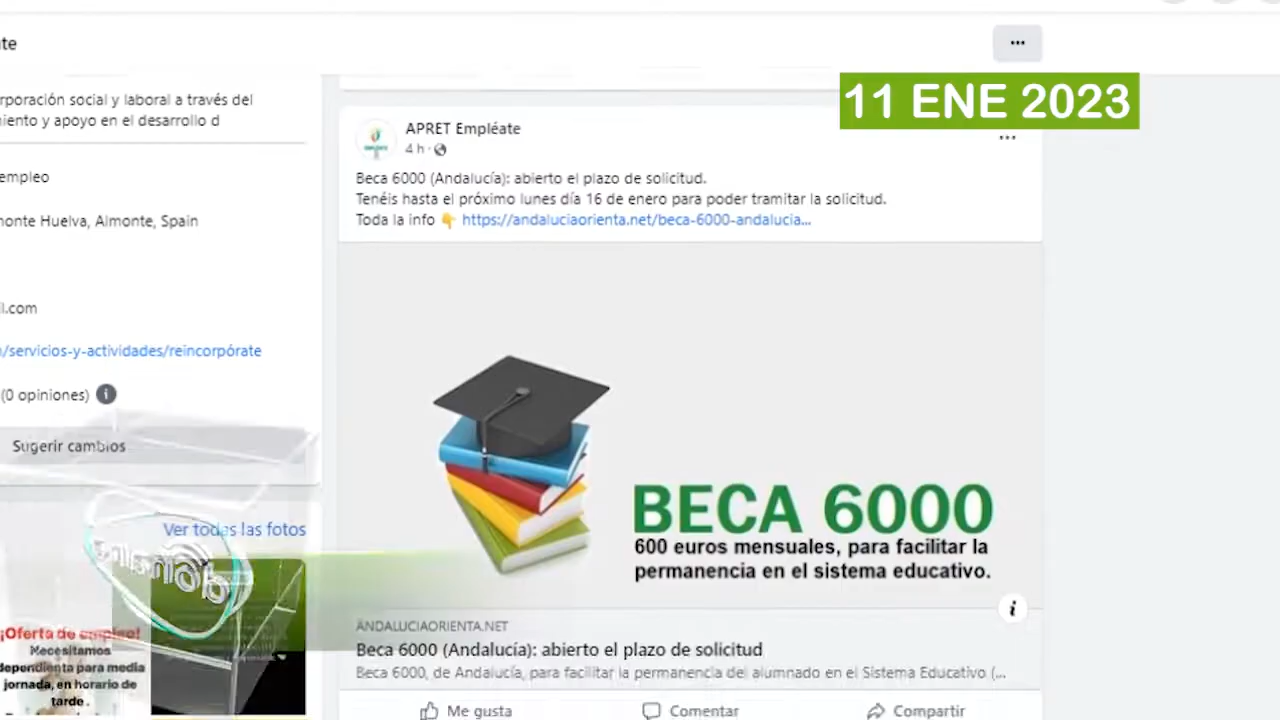 te
11 ENE 2023
rporación social y laboral a través del
niento y apoyo en el desarrollo d
empleo
nonte Huelva, Almonte, Spain
il.com
/servicios-y-actividades/reincorpórate
(0 opiniones)
Sugerir cambios
Ver todas las fotos
¡Oferta de empleo!
Necesitamos
dependienta para media
jornada, en horario de
tarde.
APRET Empléate
4 h
Beca 6000 (Andalucía): abierto el plazo de solicitud.
Tenéis hasta el próximo lunes día 16 de enero para poder tramitar la solicitud.
Toda la info 👇 https://andaluciaorienta.net/beca-6000-andalucia...
BECA 6000
600 euros mensuales, para facilitar la
permanencia en el sistema educativo.
ANDALUCIAORIENTA.NET
Beca 6000 (Andalucía): abierto el plazo de solicitud
Beca 6000, de Andalucía, para facilitar la permanencia del alumnado en el Sistema Educativo (...
Me gusta
Comentar
Compartir